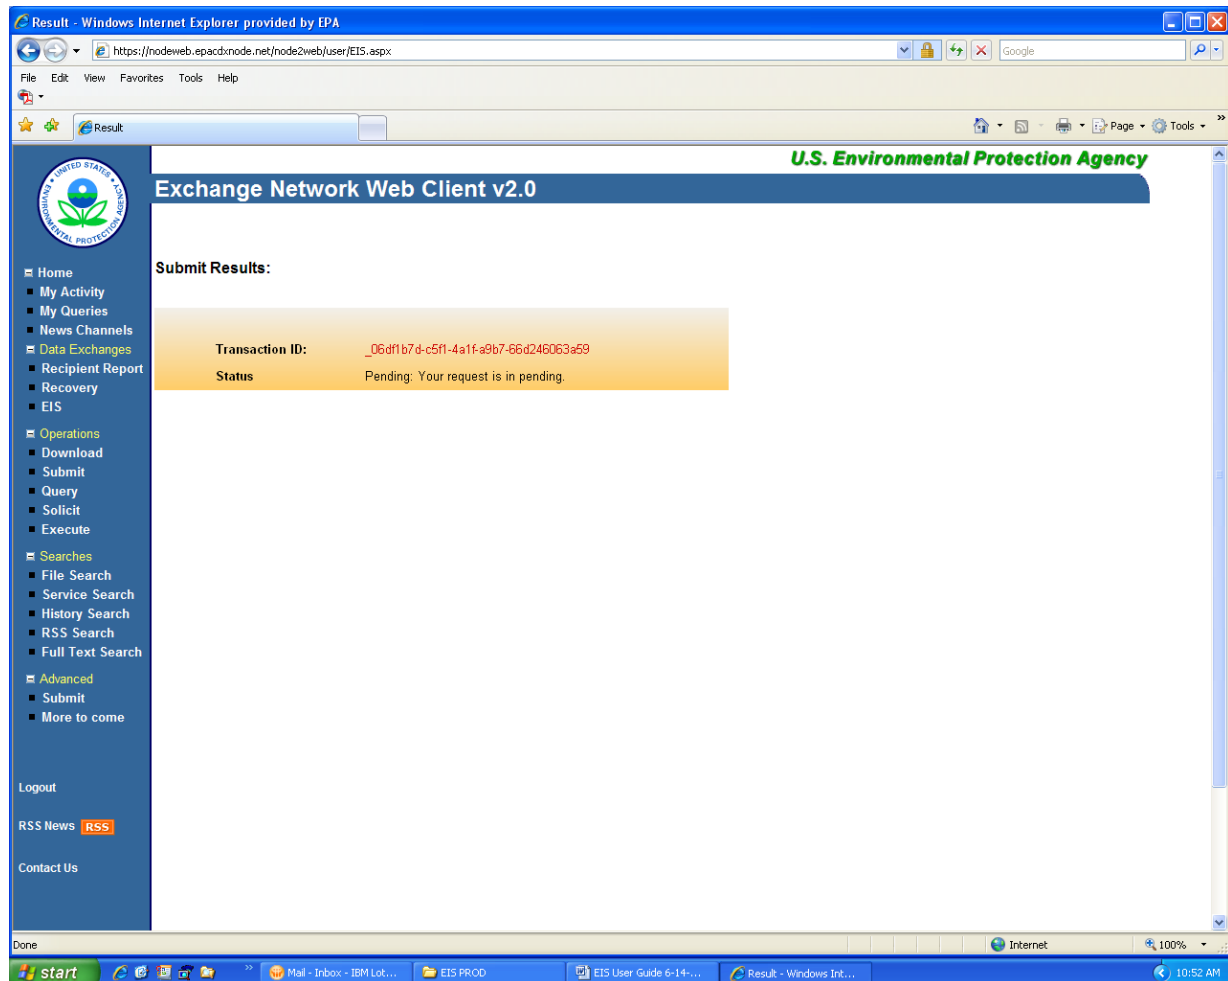 Result - Windows Internet Explorer provided by EPA
https://nodeweb.epacdxnode.net/node2web/user/EIS.aspx
Google
File Edit View Favorites Tools Help
Result
Page Tools »
UNITED STATES ENVIRONMENTAL PROTECTION AGENCY
U.S. Environmental Protection Agency
Exchange Network Web Client v2.0
Submit Results:
Transaction ID: _06df1b7d-c5f1-4a1f-a9b7-66d246063a59
Status Pending: Your request is in pending.
Home
My Activity
My Queries
News Channels
Data Exchanges
Recipient Report
Recovery
EIS
Operations
Download
Submit
Query
Solicit
Execute
Searches
File Search
Service Search
History Search
RSS Search
Full Text Search
Advanced
Submit
More to come
Logout
RSS News RSS
Contact Us
Done
Internet
100%
start
»
Mail - Inbox - IBM Lot...
EIS PROD
EIS User Guide 6-14-...
Result - Windows Int...
10:52 AM